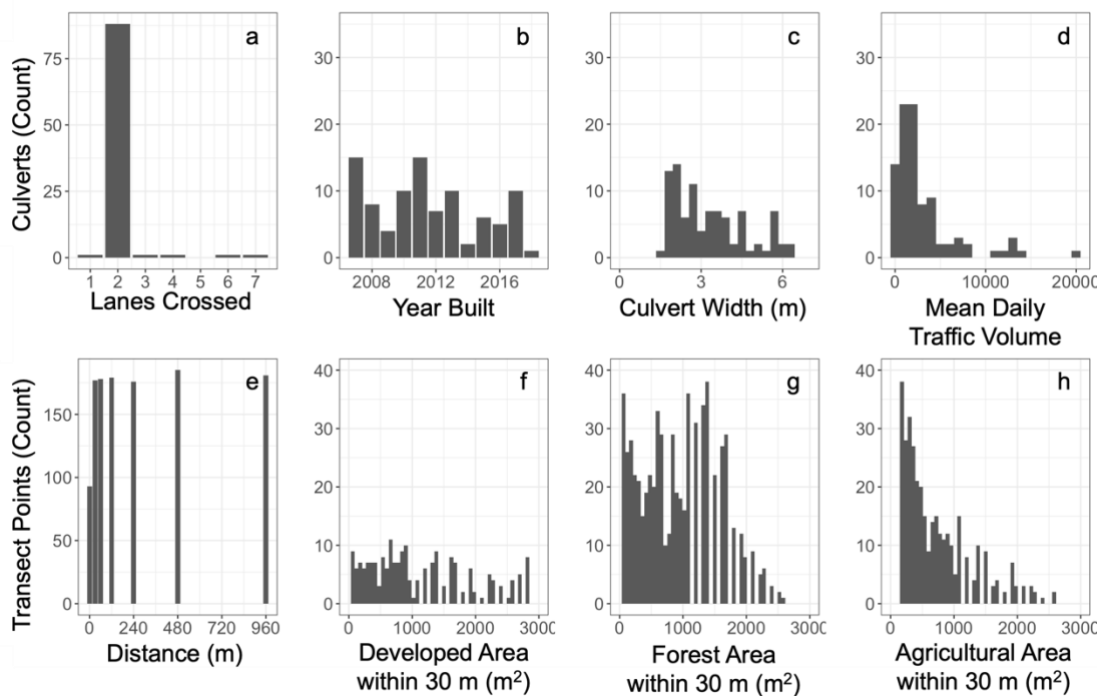 Culverts (Count)
a
75
50
25
0
1 2 3 4 5 6 7
Lanes Crossed
b
30
20
10
0
2008 2012 2016
Year Built
c
30
20
10
0
0 3 6
Culvert Width (m)
d
30
20
10
0
0 10000 20000
Mean Daily
Traffic Volume
Transect Points (Count)
e
150
100
50
0
0 240 480 720 960
Distance (m)
f
40
30
20
10
0
0 1000 2000 3000
Developed Area
within 30 m (m²)
g
40
30
20
10
0
0 1000 2000 3000
Forest Area
within 30 m (m²)
h
40
30
20
10
0
0 1000 2000 3000
Agricultural Area
within 30 m (m²)